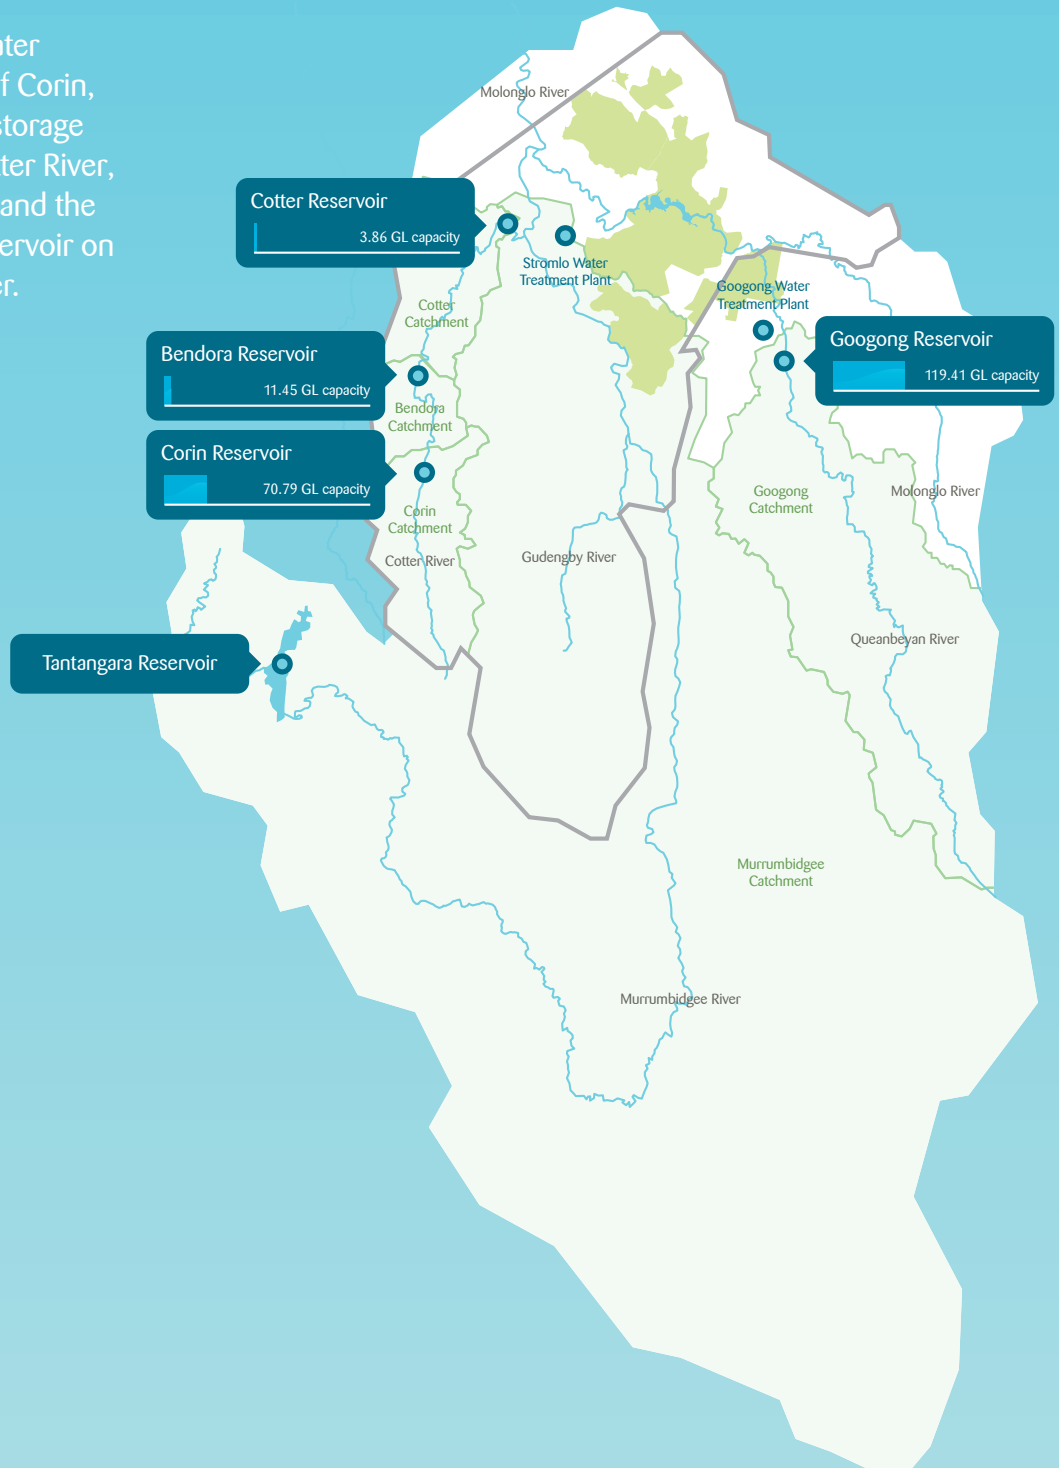 ater
f Corin,
storage
ter River,
and the
ervoir on
er.
Molonglo River
Cotter Reservoir
3.86 GL capacity
Stromlo Water
Treatment Plant
Googong Water
Treatment Plant
Cotter
Catchment
Googong Reservoir
119.41 GL capacity
Bendora Reservoir
11.45 GL capacity
Bendora
Catchment
Corin Reservoir
70.79 GL capacity
Corin
Catchment
Googong
Catchment
Molonglo River
Cotter River
Gudengby River
Queanbeyan River
Tantangara Reservoir
Murrumbidgee
Catchment
Murrumbidgee River